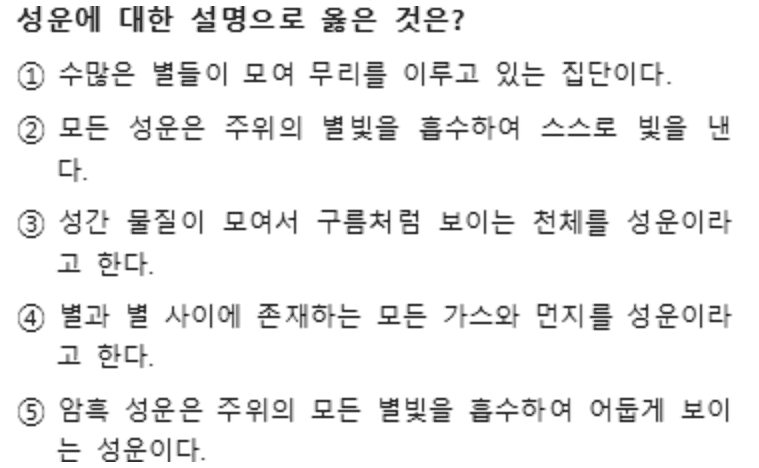 성운에 대한 설명으로 옳은 것은?
① 수많은 별들이 모여 무리를 이루고 있는 집단이다.
② 모든 성운은 주위의 별빛을 흡수하여 스스로 빛을 낸
다.
③ 성간 물질이 모여서 구름처럼 보이는 천체를 성운이라
고 한다.
④ 별과 별 사이에 존재하는 모든 가스와 먼지를 성운이라
고 한다.
⑤ 암흑 성운은 주위의 모든 별빛을 흡수하여 어둡게 보이
는 성운이다.